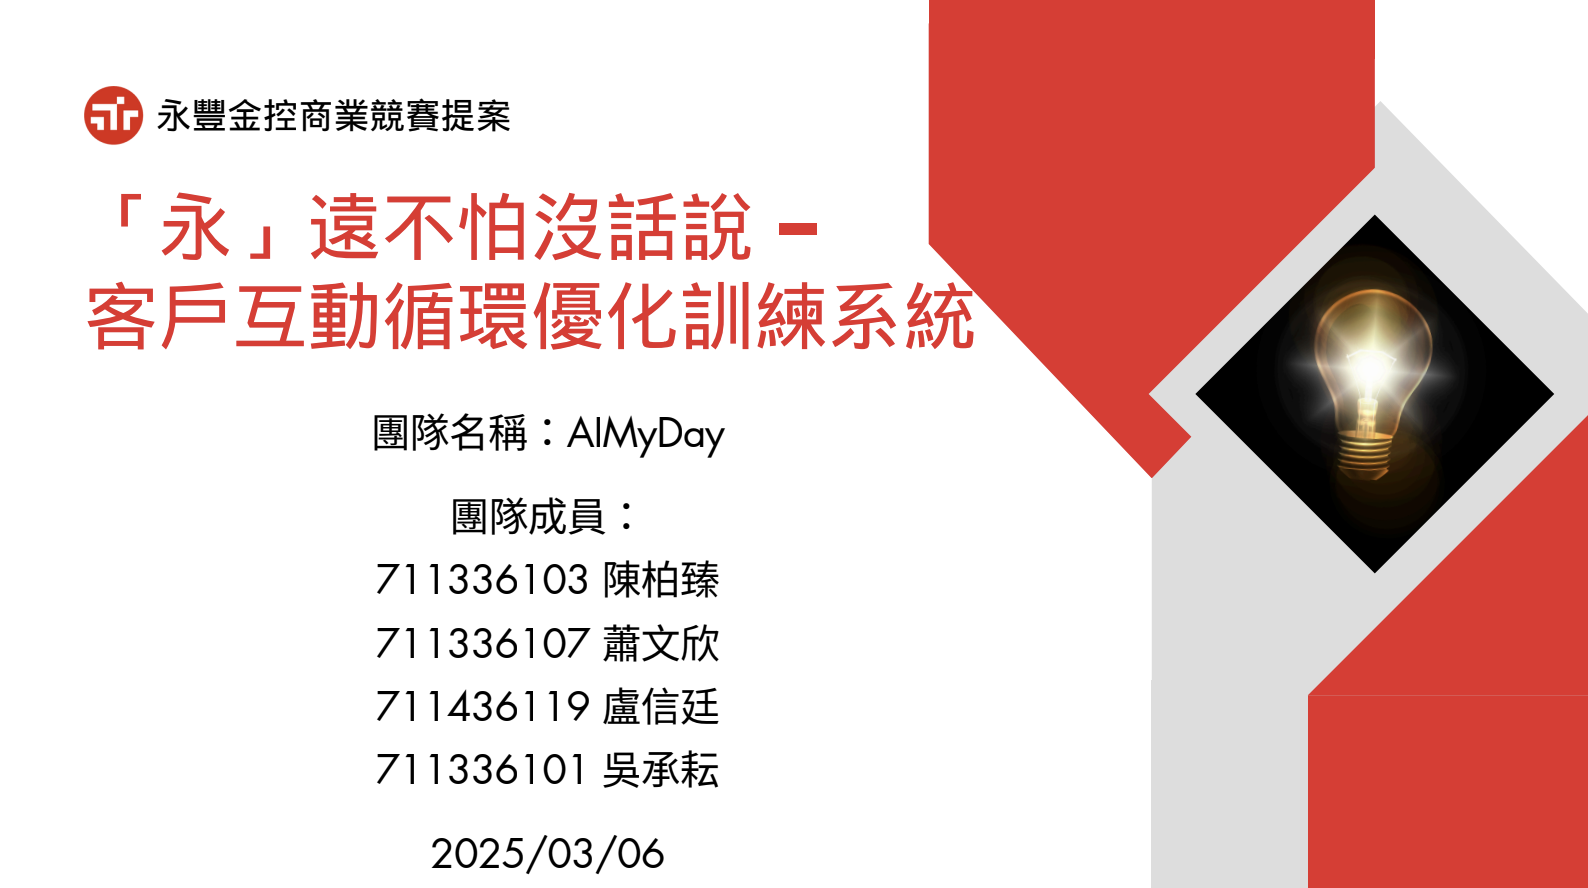 永豐金控商業競賽提案
「永」遠不怕沒話說 –
客戶互動循環優化訓練系統
團隊名稱：AIMyDay
團隊成員：
711336103 陳柏臻
711336107 蕭文欣
711436119 盧信廷
711336101 吳承耘
2025/03/06